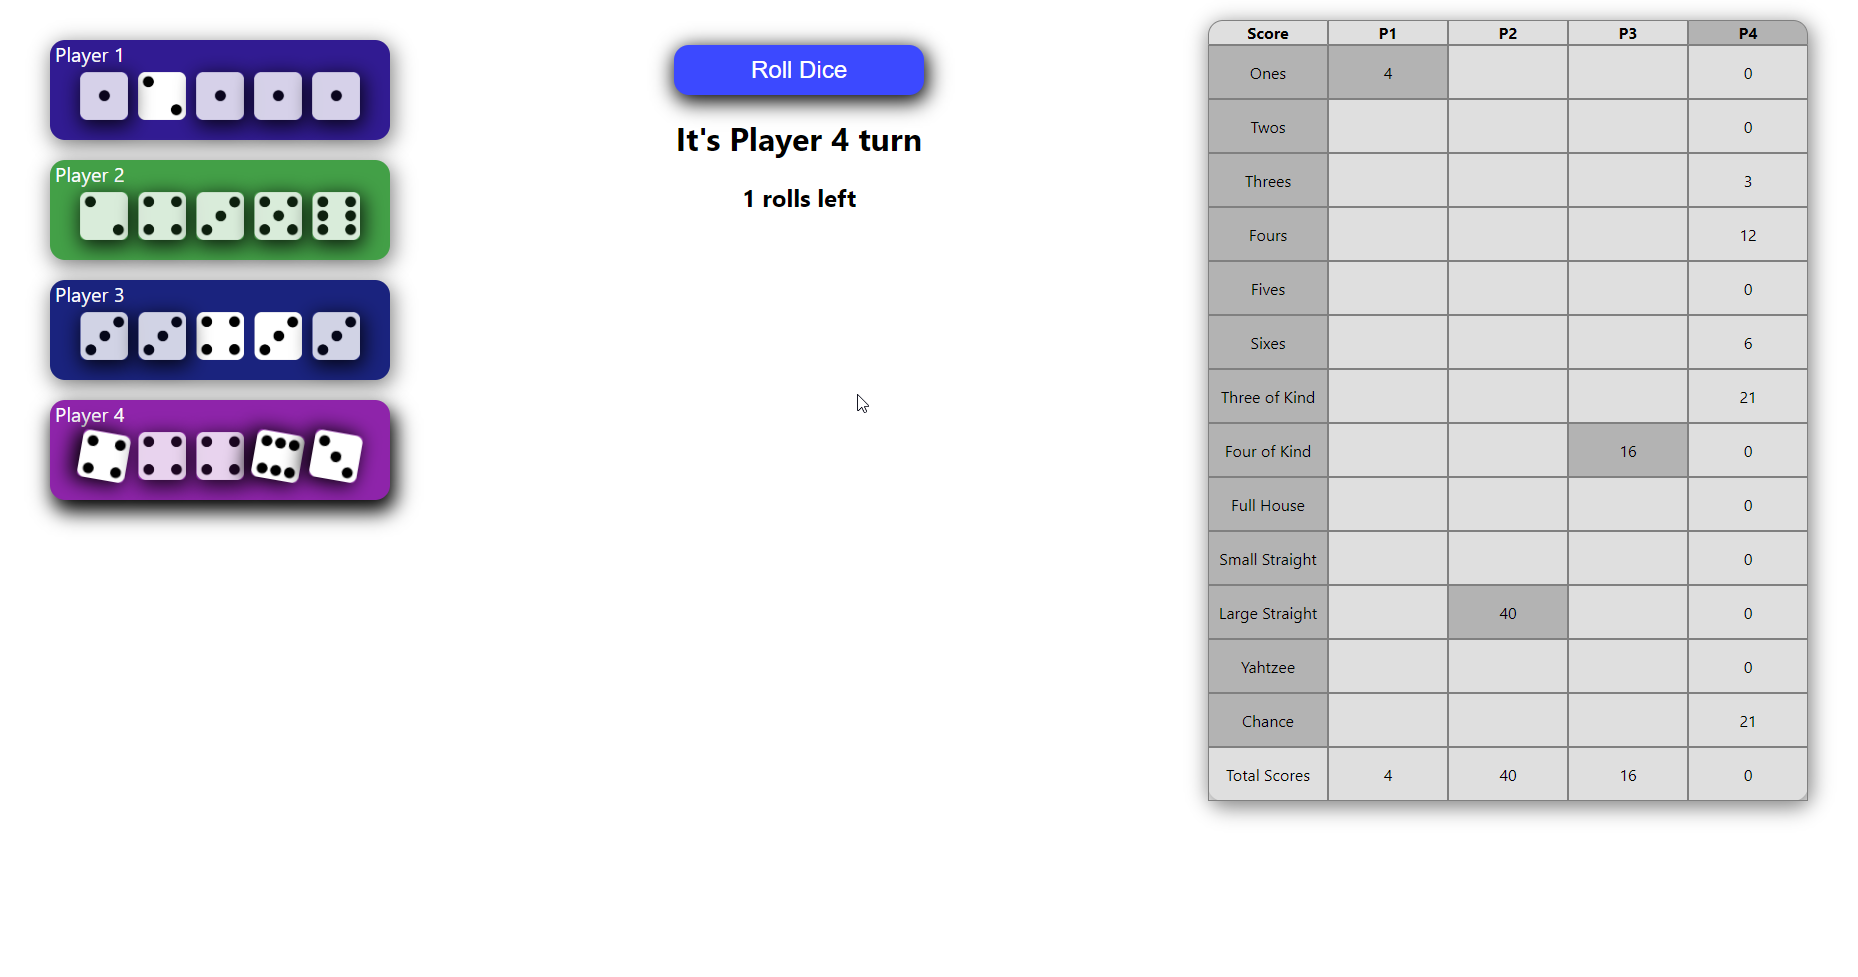 Player 1
Player 2
Player 3
Player 4
Roll Dice
It's Player 4 turn
1 rolls left
Score P1 P2 P3 P4
Ones 4 0
Twos 0
Threes 3
Fours 12
Fives 0
Sixes 6
Three of Kind 21
Four of Kind 16 0
Full House 0
Small Straight 0
Large Straight 40 0
Yahtzee 0
Chance 21
Total Scores 4 40 16 0